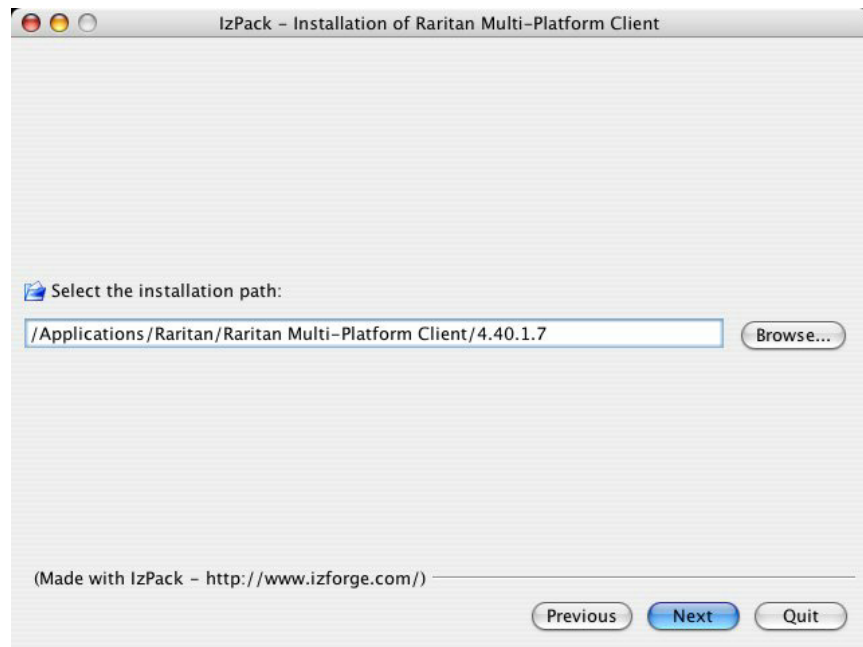 IzPack – Installation of Raritan Multi–Platform Client
Select the installation path:
/Applications/Raritan/Raritan Multi–Platform Client/4.40.1.7
Browse...
(Made with IzPack – http://www.izforge.com/)
Previous
Next
Quit